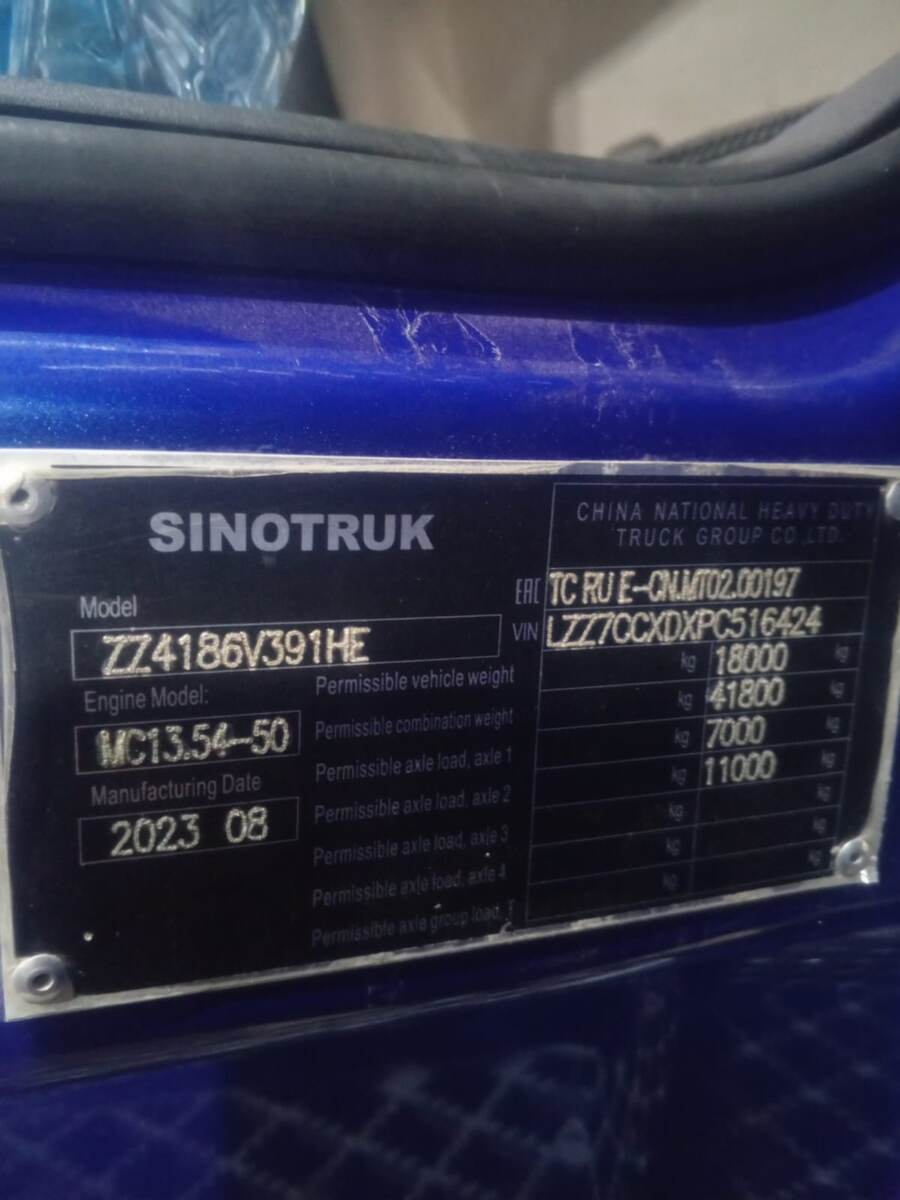 SINOTRUK
CHINA NATIONAL HEAVY DUTY
TRUCK GROUP CO.,LTD.
EAC TC RU E-CN.MT02.00197
VIN LZZ7CCXDXPC516424
Model
ZZ4186V391HE
Engine Model:
MC13.54-50
Manufacturing Date
2023 08
Permissible vehicle weight kg 18000 kg
Permissible combination weight kg 41800 kg
Permissible axle load, axle 1 kg 7000 kg
Permissible axle load, axle 2 kg 11000 kg
Permissible axle load, axle 3 kg kg
Permissible axle load, axle 4 kg kg
Permissible axle group load, T kg kg